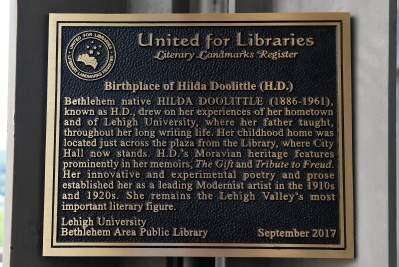 United for Libraries
Literary Landmarks Register
Birthplace of Hilda Doolittle (H.D.)
Bethlehem native HILDA DOOLITTLE (1886-1961),
known as H.D., drew on her experiences of her hometown
and of Lehigh University, where her father taught,
throughout her long writing life. Her childhood home was
located just across the plaza from the Library, where City
Hall now stands. H.D.'s Moravian heritage features
prominently in her memoirs, The Gift and Tribute to Freud.
Her innovative and experimental poetry and prose
established her as a leading Modernist artist in the 1910s
and 1920s. She remains the Lehigh Valley's most
important literary figure.
Lehigh University
Bethlehem Area Public Library September 2017